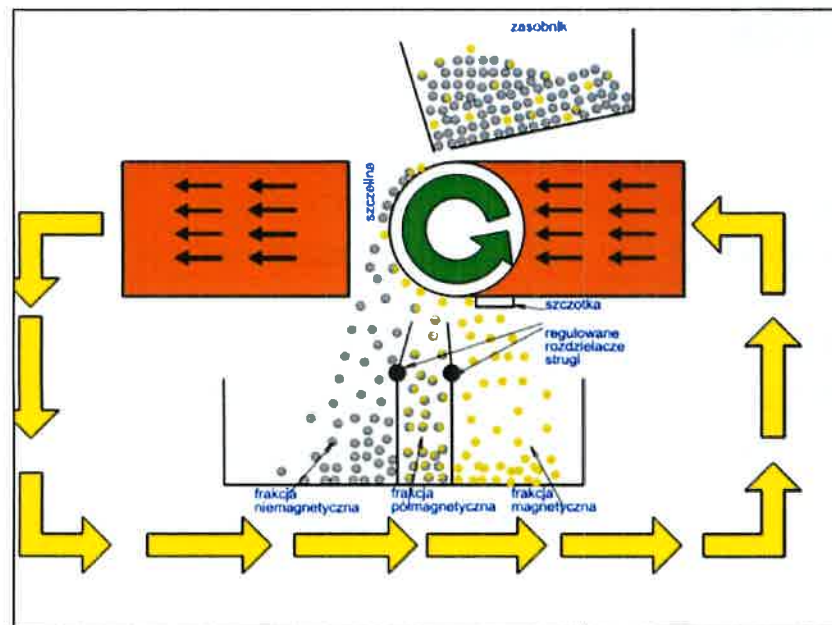 zasobnik
szczelina
szczotka
regulowane
rozdzielacze
strugi
frakcja
niemagnetyczna
frakcja
półmagnetyczna
frakcja
magnetyczna